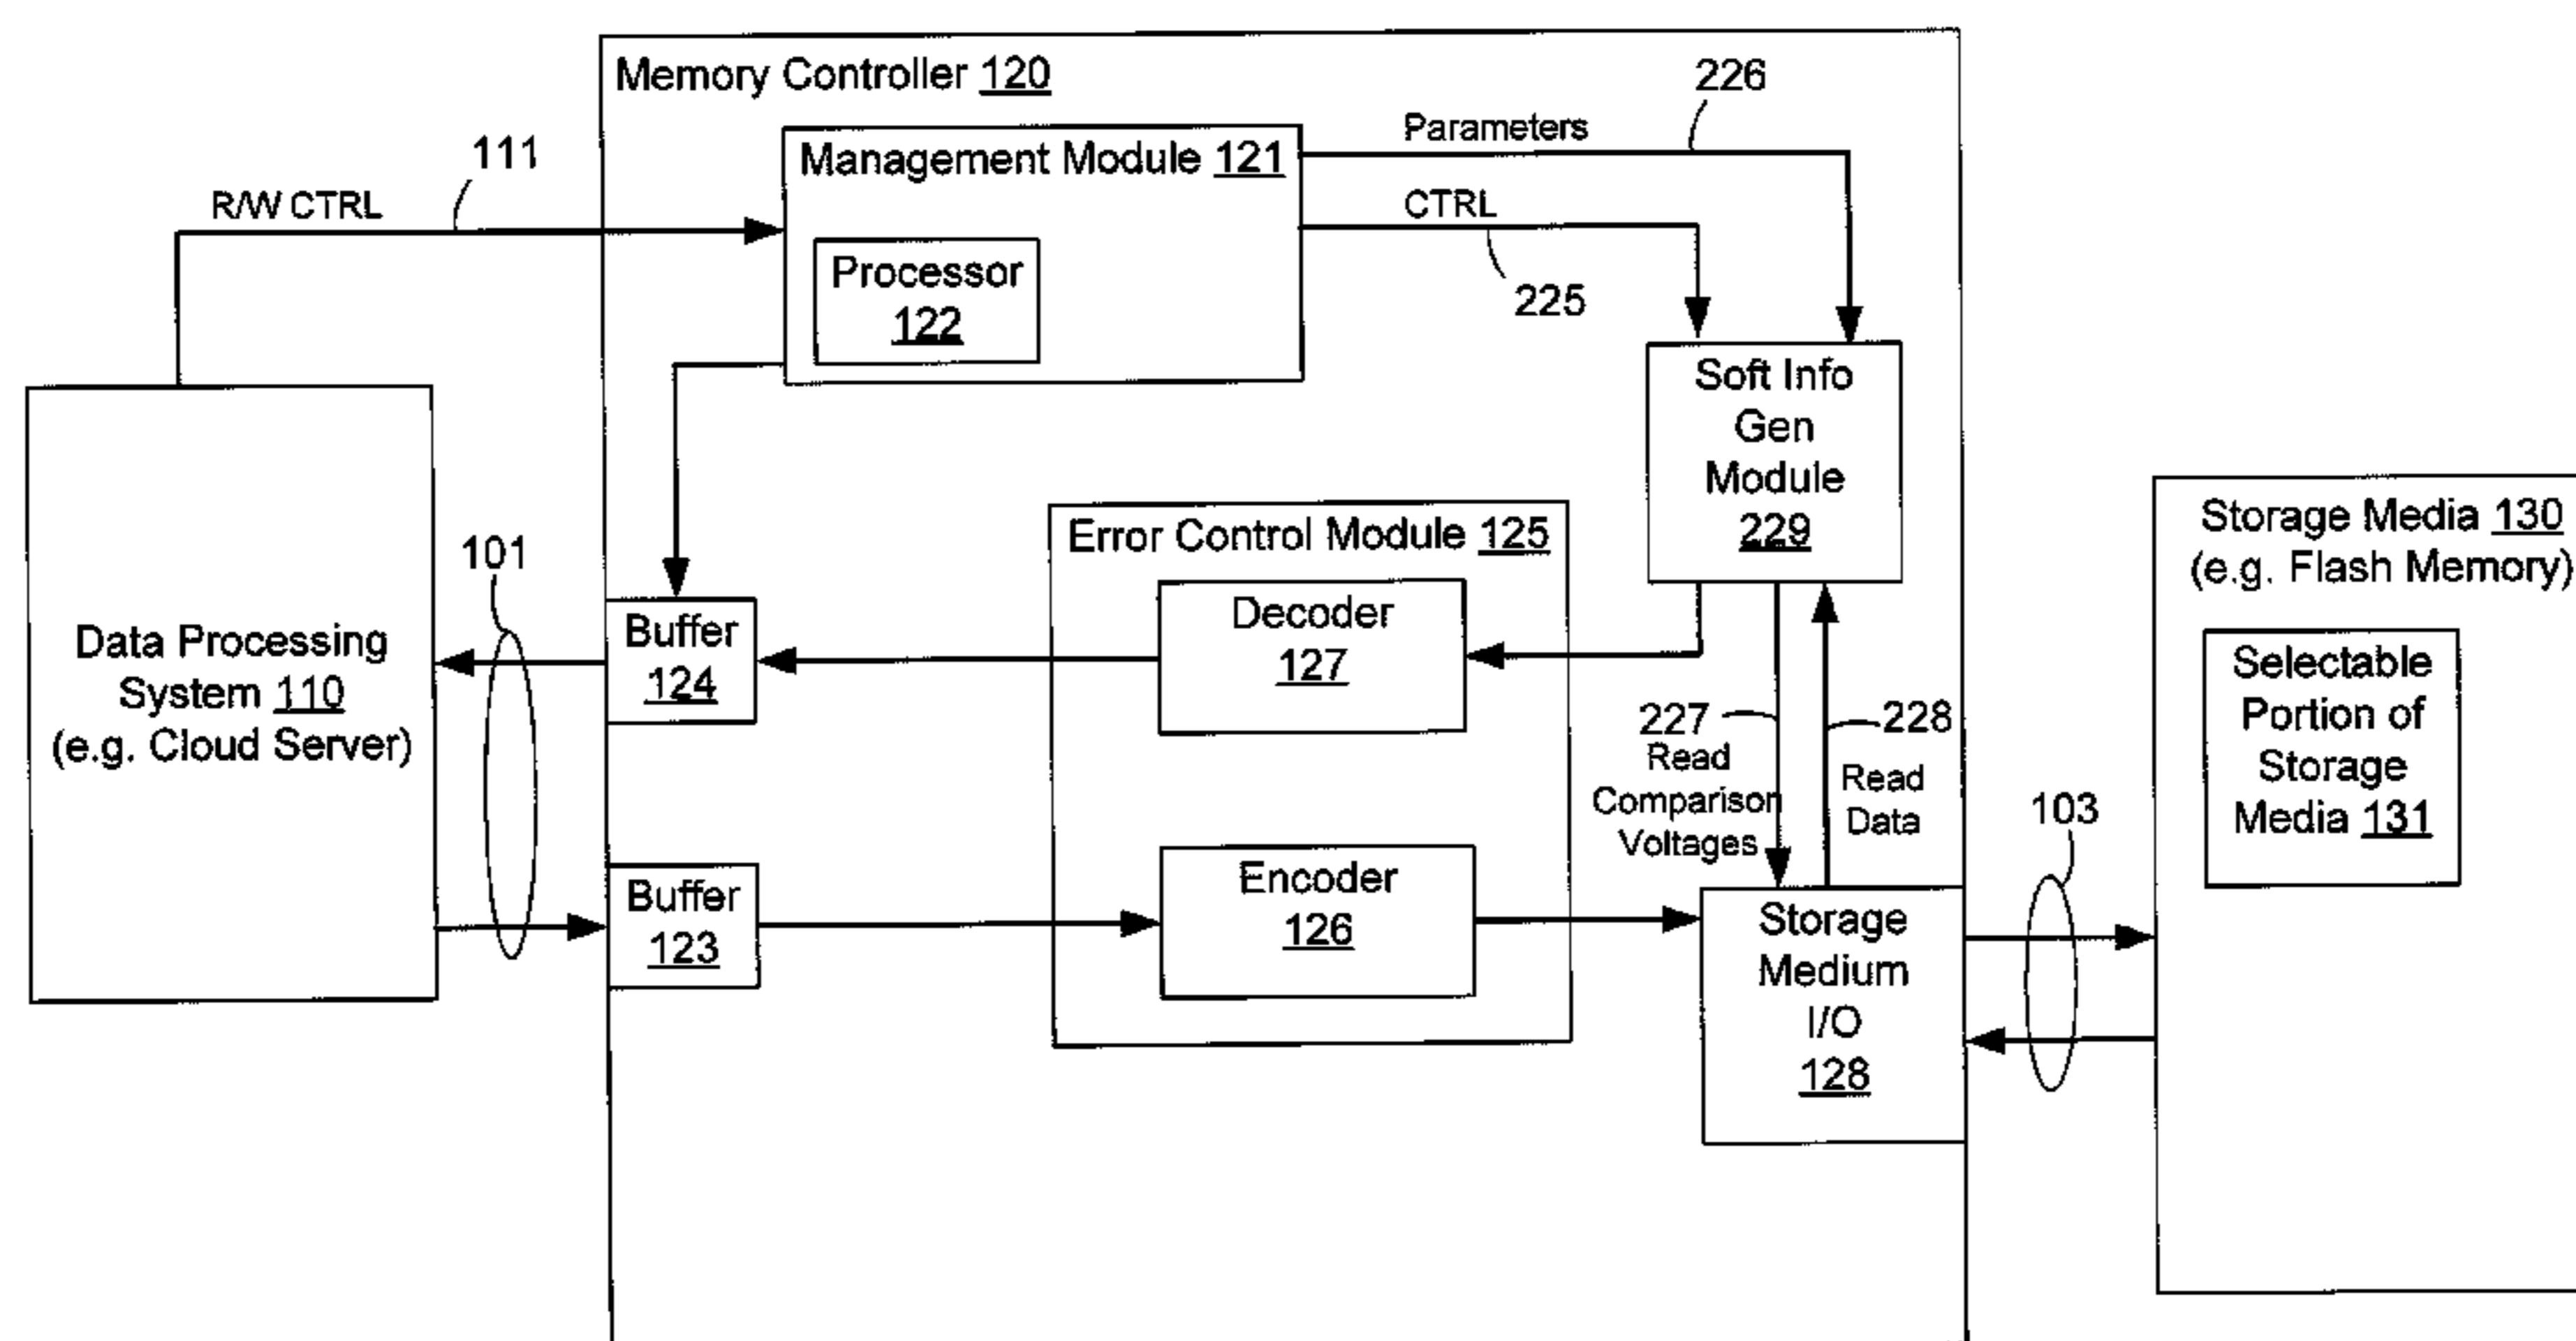 Memory Controller 120
226
Parameters
111
Management Module 121
R/W CTRL
CTRL
Processor
122
225
Soft Info
Gen
Module
229
Storage Media 130
(e.g. Flash Memory)
101
Error Control Module 125
Data Processing
System 110
(e.g. Cloud Server)
Buffer
124
Decoder
127
Selectable
Portion of
Storage
Media 131
227
Read
Comparison
Voltages
228
Read
Data
103
Buffer
123
Encoder
126
Storage
Medium
I/O
128